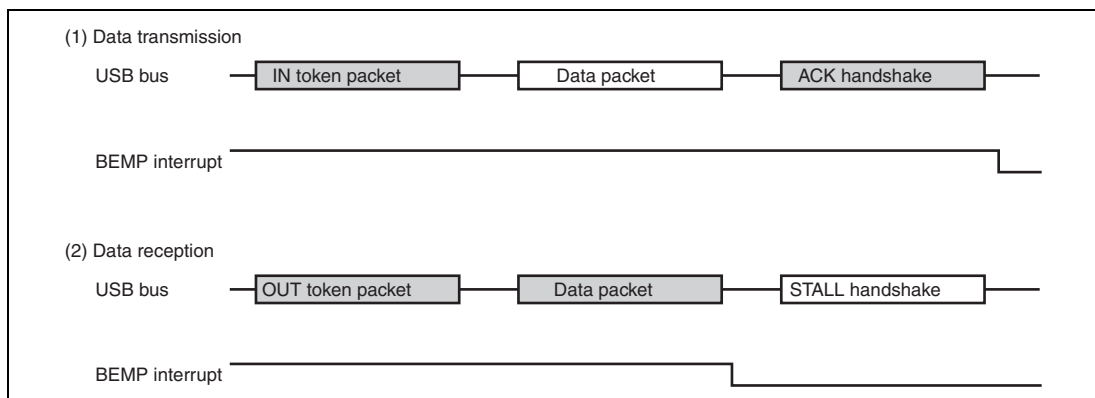 (1) Data transmission
USB bus IN token packet Data packet ACK handshake
BEMP interrupt
(2) Data reception
USB bus OUT token packet Data packet STALL handshake
BEMP interrupt